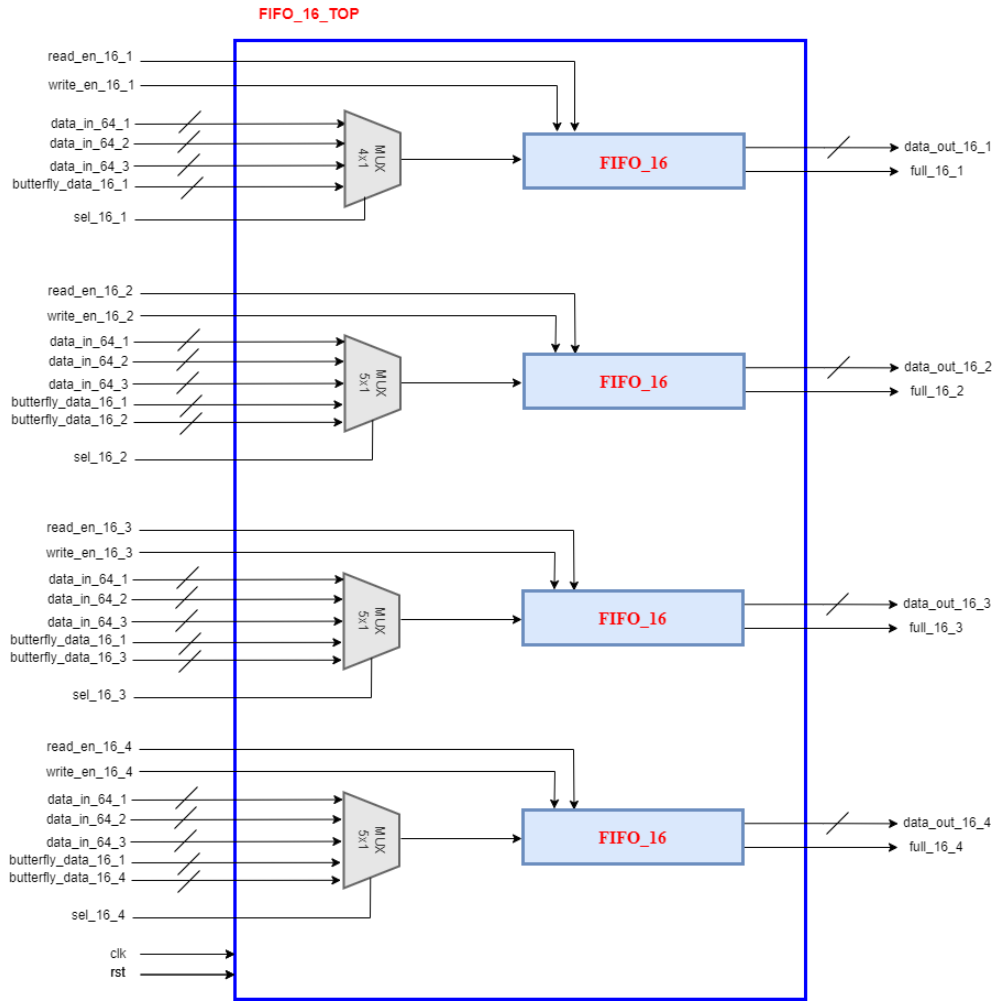 FIFO_16_TOP
read_en_16_1
write_en_16_1
data_in_64_1
data_in_64_2
data_in_64_3
butterfly_data_16_1
sel_16_1
MUX
4x1
FIFO_16
data_out_16_1
full_16_1
read_en_16_2
write_en_16_2
data_in_64_1
data_in_64_2
data_in_64_3
butterfly_data_16_1
butterfly_data_16_2
sel_16_2
MUX
5x1
FIFO_16
data_out_16_2
full_16_2
read_en_16_3
write_en_16_3
data_in_64_1
data_in_64_2
data_in_64_3
butterfly_data_16_1
butterfly_data_16_3
sel_16_3
MUX
5x1
FIFO_16
data_out_16_3
full_16_3
read_en_16_4
write_en_16_4
data_in_64_1
data_in_64_2
data_in_64_3
butterfly_data_16_1
butterfly_data_16_4
sel_16_4
MUX
5x1
FIFO_16
data_out_16_4
full_16_4
clk
rst